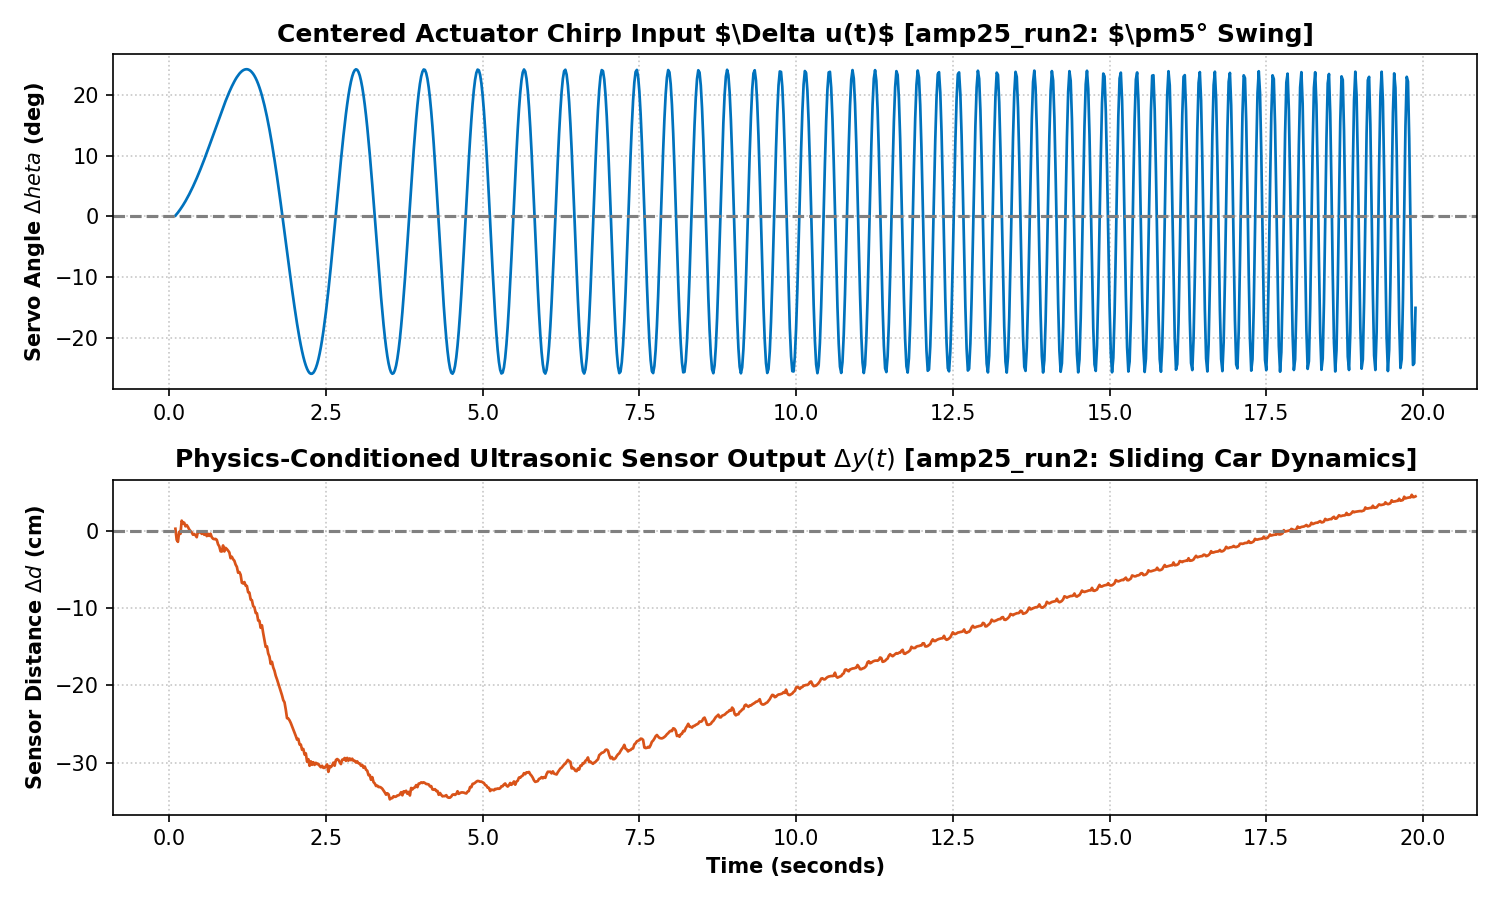 Centered Actuator Chirp Input $\Delta u(t)$ [amp25_run2: $\pm5° Swing]
Servo Angle Δheta (deg)
20
10
0
−10
−20
0.0 2.5 5.0 7.5 10.0 12.5 15.0 17.5 20.0
Physics-Conditioned Ultrasonic Sensor Output Δy(t) [amp25_run2: Sliding Car Dynamics]
Sensor Distance Δd (cm)
0
−10
−20
−30
0.0 2.5 5.0 7.5 10.0 12.5 15.0 17.5 20.0
Time (seconds)